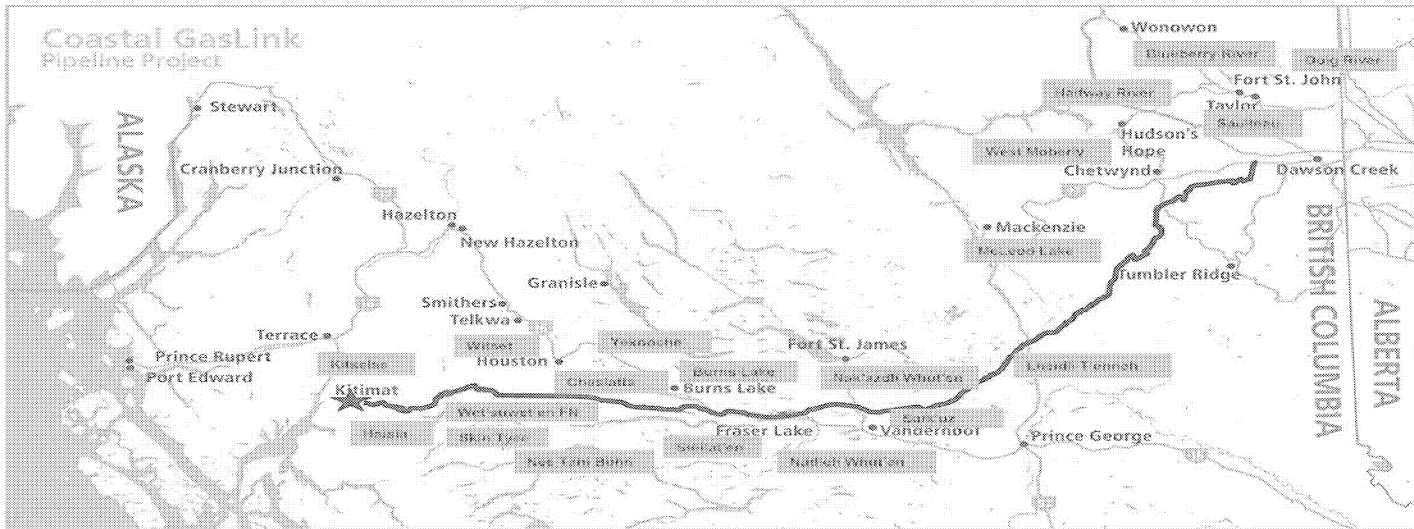 Coastal GasLink
Pipeline Project
Wonowon
Blueberry River
Doig River
Fort St. John
Halfway River
Taylor
Stewart
Saulteau
Hudson's
Hope
ALASKA
West Moberly
Cranberry Junction
Chetwynd
Dawson Creek
Hazelton
Mackenzie
New Hazelton
McLeod Lake
BRITISH COLUMBIA
Tumbler Ridge
Granisle
Smithers
Telkwa
ALBERTA
Terrace
Witset
Yekooche
Fort St. James
Prince Rupert
Houston
Kitselas
Lheidli T'enneh
Port Edward
Burns Lake
Nak'azdli Whut'en
Cheslatta
Burns Lake
Kitimat
Wet'suwet'en FN
Saik'uz
Haisla
Skin Tyee
Fraser Lake
Vanderhoof
Prince George
Stellat'en
Nee Tahi Buhn
Nadleh Whut'en